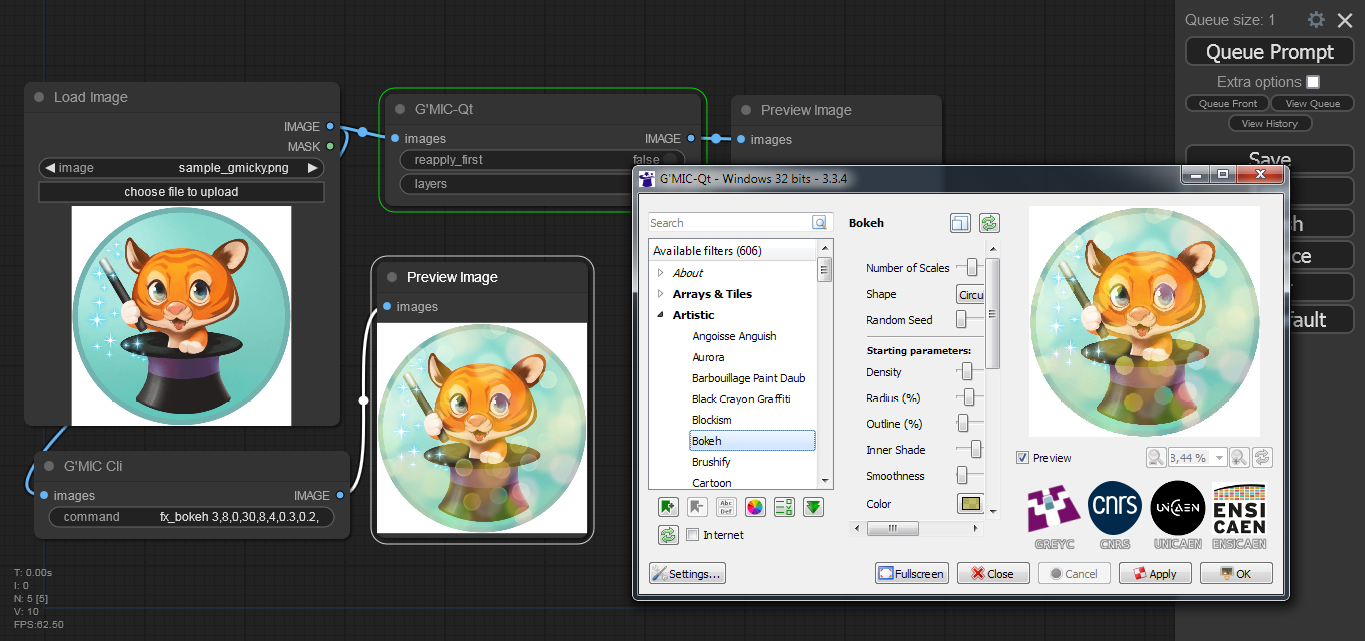 Load Image
IMAGE
MASK
image
sample_gmicky.png
choose file to upload
G'MIC-Qt
images
IMAGE
reapply_first
false
layers
Preview Image
images
Preview Image
images
G'MIC Cli
images
IMAGE
command
fx_bokeh 3,8,0,30,8,4,0.3,0.2,
T: 0.00s
I: 0
N: 5 [5]
V: 10
FPS:62.50
Queue size: 1
Queue Prompt
Extra options
Queue Front
View Queue
View History
Save
G'MIC-Qt - Windows 32 bits - 3.3.4
Search
Available filters (606)
About
Arrays & Tiles
Artistic
Angoisse Anguish
Aurora
Barbouillage Paint Daub
Black Crayon Graffiti
Blockism
Bokeh
Brushify
Cartoon
Abc
Def
Internet
Settings...
Bokeh
Number of Scales
Shape
Circu
Random Seed
Starting parameters:
Density
Radius (%)
Outline (%)
Inner Shade
Smoothness
Color
Preview
3,44 %
GREYC
cnrs
CNRS
UNICAEN
UNICAEN
ENSI
CAEN
ENSICAEN
Fullscreen
Close
Cancel
Apply
OK